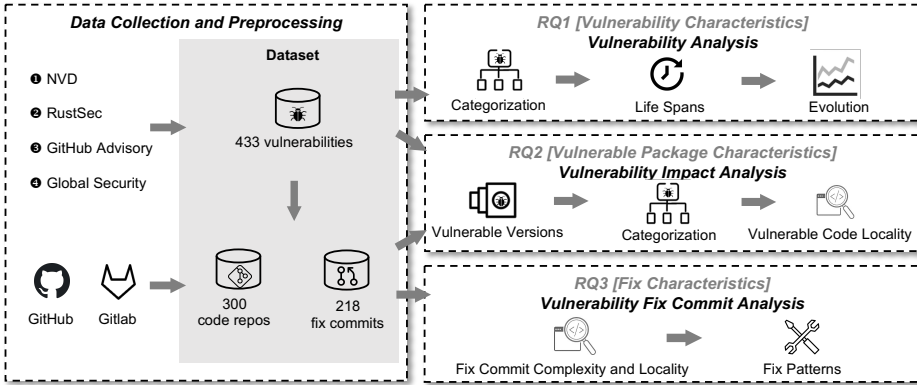 Data Collection and Preprocessing
Dataset
❶ NVD
❷ RustSec
❸ GitHub Advisory
❹ Global Security
433 vulnerabilities
GitHub
Gitlab
300
code repos
218
fix commits
RQ1 [Vulnerability Characteristics]
Vulnerability Analysis
Categorization
Life Spans
Evolution
RQ2 [Vulnerable Package Characteristics]
Vulnerability Impact Analysis
Vulnerable Versions
Categorization
Vulnerable Code Locality
RQ3 [Fix Characteristics]
Vulnerability Fix Commit Analysis
Fix Commit Complexity and Locality
Fix Patterns